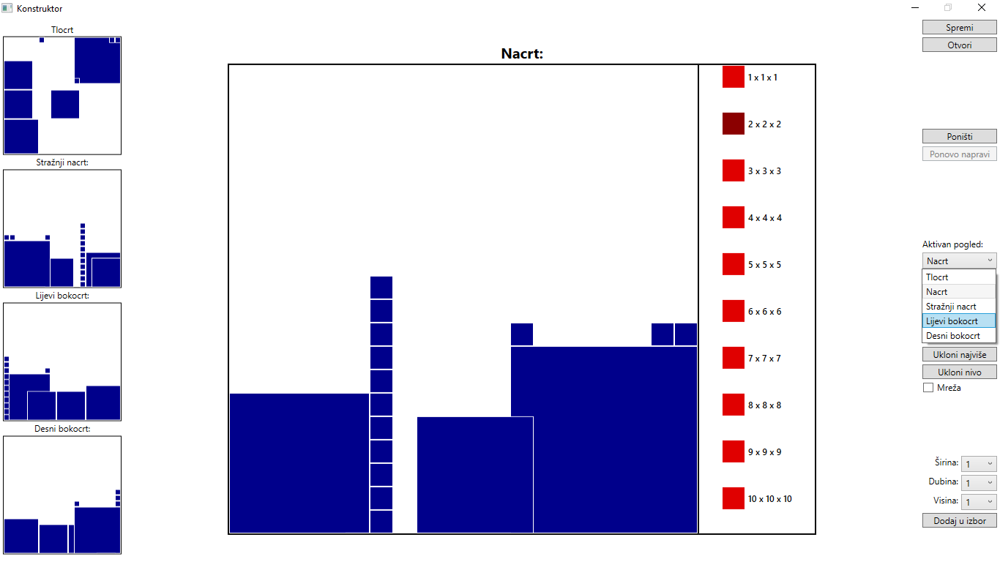 Konstruktor
Tlocrt
Stražnji nacrt:
Lijevi bokocrt:
Desni bokocrt:
Nacrt:
1 x 1 x 1
2 x 2 x 2
3 x 3 x 3
4 x 4 x 4
5 x 5 x 5
6 x 6 x 6
7 x 7 x 7
8 x 8 x 8
9 x 9 x 9
10 x 10 x 10
Spremi
Otvori
Poništi
Ponovo napravi
Aktivan pogled:
Nacrt
Tlocrt
Nacrt
Stražnji nacrt
Lijevi bokocrt
Desni bokocrt
Ukloni najviše
Ukloni nivo
Mreža
Širina: 1
Dubina: 1
Visina: 1
Dodaj u izbor